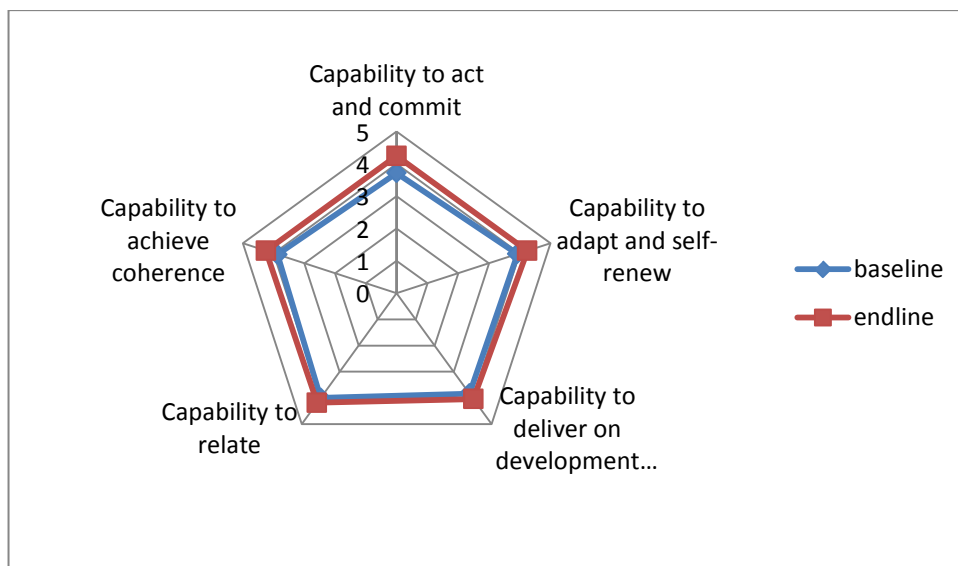 Capability to act
and commit
5
4
3
2
1
0
Capability to
adapt and self-
renew
Capability to
deliver on
development...
Capability to
relate
Capability to
achieve
coherence
baseline
endline